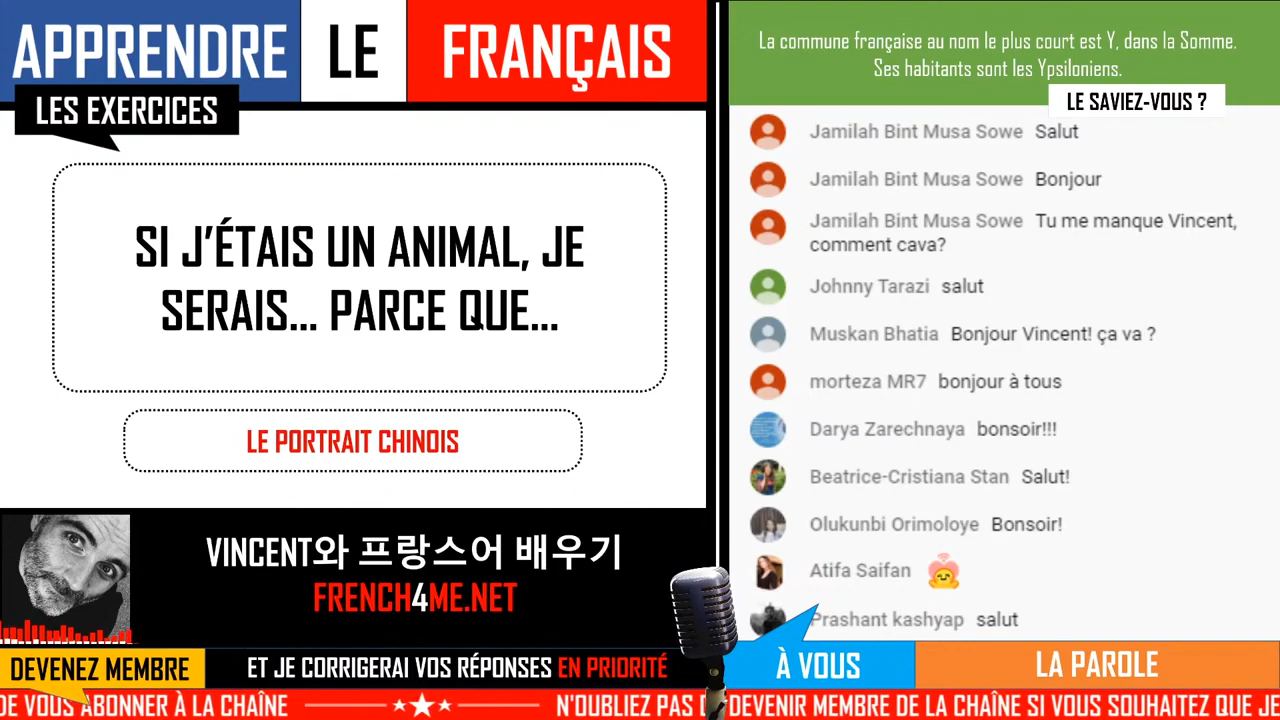 APPRENDRE LE FRANÇAIS
LES EXERCICES
SI J'ÉTAIS UN ANIMAL, JE
SERAIS... PARCE QUE...
LE PORTRAIT CHINOIS
VINCENT와 프랑스어 배우기
FRENCH4ME.NET
DEVENEZ MEMBRE
ET JE CORRIGERAI VOS RÉPONSES EN PRIORITÉ
La commune française au nom le plus court est Y, dans la Somme.
Ses habitants sont les Ypsiloniens.
LE SAVIEZ-VOUS ?
Jamilah Bint Musa Sowe Salut
Jamilah Bint Musa Sowe Bonjour
Jamilah Bint Musa Sowe Tu me manque Vincent,
comment cava?
Johnny Tarazi salut
Muskan Bhatia Bonjour Vincent! ça va ?
morteza MR7 bonjour à tous
Darya Zarechnaya bonsoir!!!
Beatrice-Cristiana Stan Salut!
Olukunbi Orimoloye Bonsoir!
Atifa Saifan
Prashant kashyap salut
À VOUS
LA PAROLE
DE VOUS ABONNER À LA CHAÎNE N'OUBLIEZ PAS D DEVENIR MEMBRE DE LA CHAÎNE SI VOUS SOUHAITEZ QUE JE